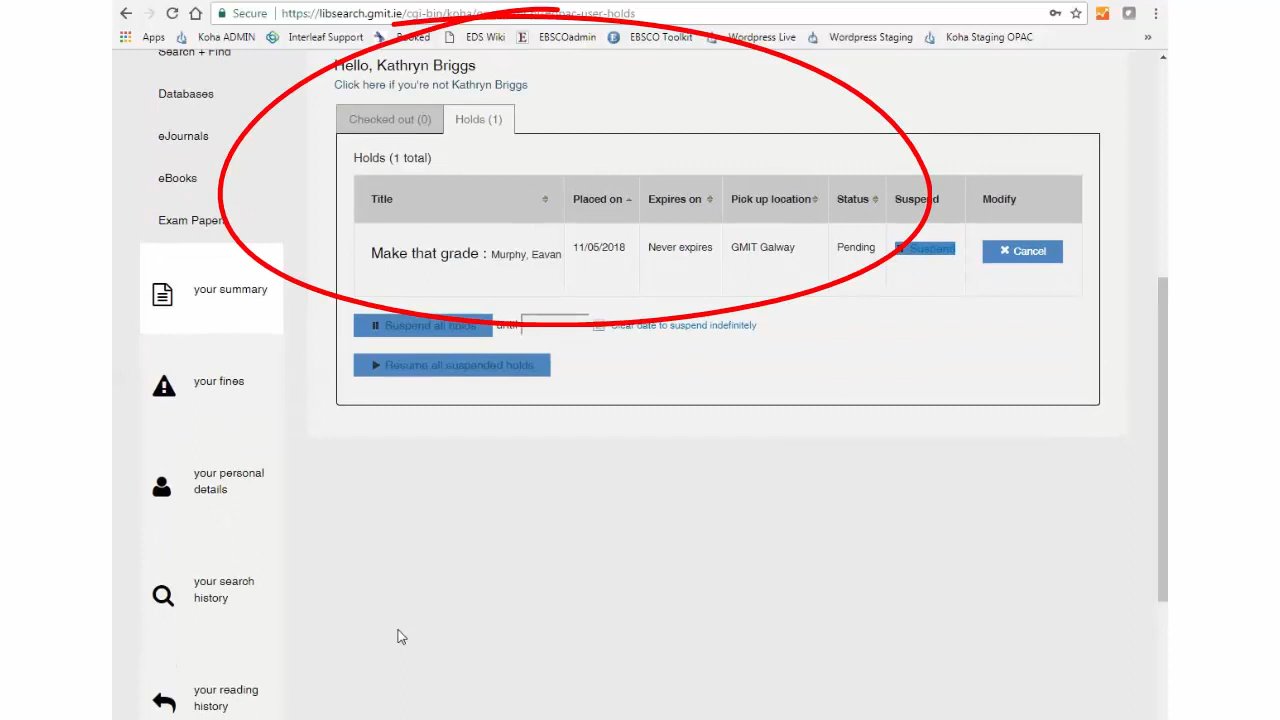 Secure https://libsearch.gmit.ie/cgi-bin/koha/ opac-user-holds
Apps Koha ADMIN Interleaf Support EDS Wiki EBSCOadmin EBSCO Toolkit Wordpress Live Wordpress Staging Koha Staging OPAC »
Search + Find
Databases
eJournals
eBooks
Exam Papers
your summary
your fines
your personal
details
your search
history
your reading
history
Hello, Kathryn Briggs
Click here if you're not Kathryn Briggs
Checked out (0) Holds (1)
Holds (1 total)
Title Placed on Expires on Pick up location Status Suspend Modify
Make that grade : Murphy, Eavan 11/05/2018 Never expires GMIT Galway Pending Suspend Cancel
Suspend all holds until Clear date to suspend indefinitely
Resume all suspended holds